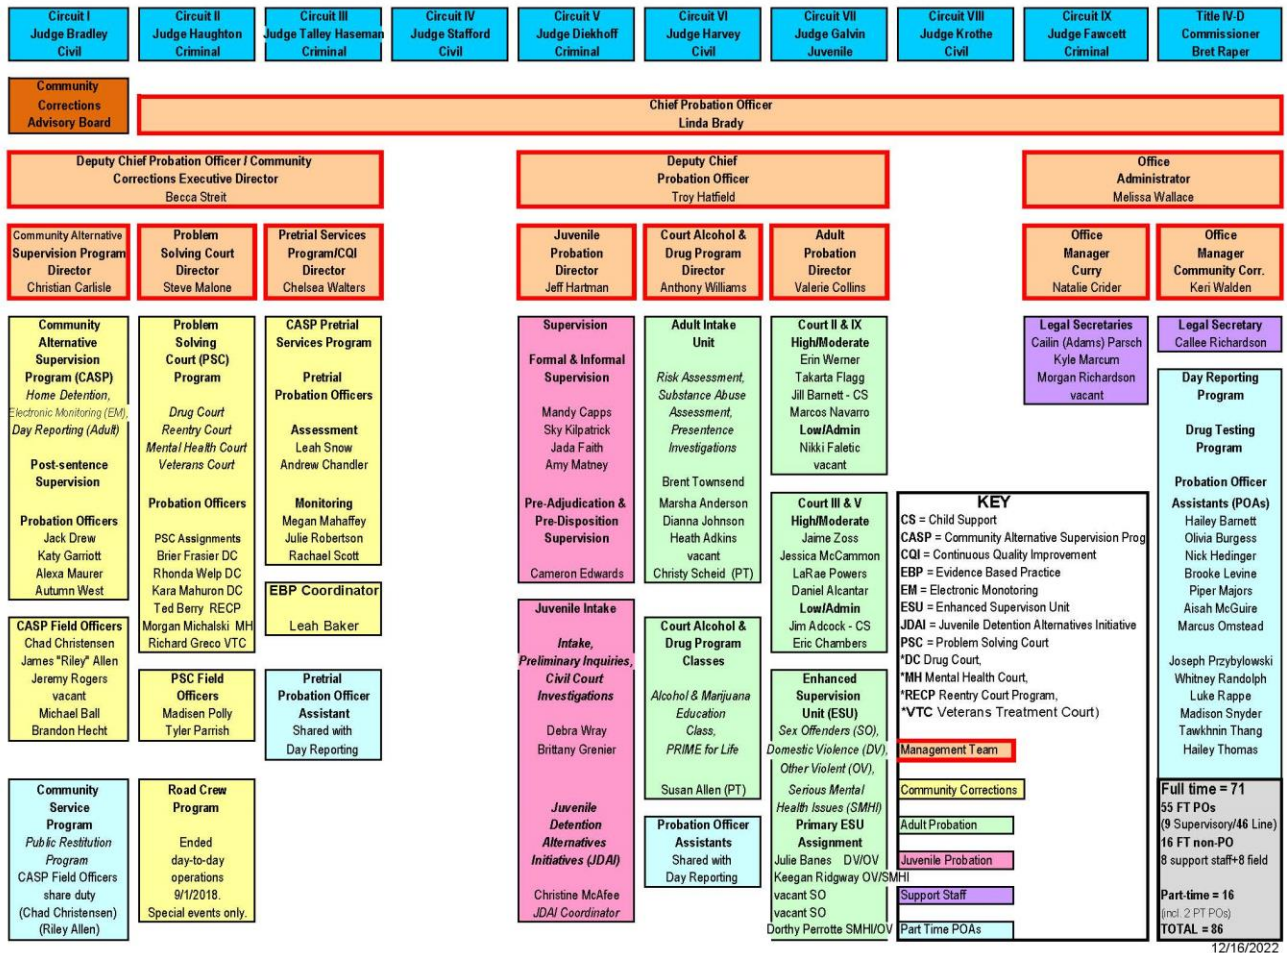 Circuit I
Judge Bradley
Civil
Circuit II
Judge Haughton
Criminal
Circuit III
Judge Talley Haseman
Criminal
Circuit IV
Judge Stafford
Civil
Circuit V
Judge Diekhoff
Criminal
Circuit VI
Judge Harvey
Civil
Circuit VII
Judge Galvin
Juvenile
Circuit VIII
Judge Krothe
Civil
Circuit IX
Judge Fawcett
Criminal
Title IV-D
Commissioner
Bret Raper
Community
Corrections
Advisory Board
Chief Probation Officer
Linda Brady
Deputy Chief Probation Officer / Community
Corrections Executive Director
Becca Streit
Deputy Chief
Probation Officer
Troy Hatfield
Office
Administrator
Melissa Wallace
Community Alternative
Supervision Program
Director
Christian Carlisle
Problem
Solving Court
Director
Steve Malone
Pretrial Services
Program/CQI
Director
Chelsea Walters
Juvenile
Probation
Director
Jeff Hartman
Court Alcohol &
Drug Program
Director
Anthony Williams
Adult
Probation
Director
Valerie Collins
Office
Manager
Curry
Natalie Crider
Office
Manager
Community Corr.
Keri Walden
Community
Alternative
Supervision
Program (CASP)
Home Detention,
Electronic Monitoring (EM),
Day Reporting (Adult)
Post-sentence
Supervision
Probation Officers
Jack Drew
Katy Garriott
Alexa Maurer
Autumn West
CASP Field Officers
Chad Christensen
James "Riley" Allen
Jeremy Rogers
vacant
Michael Ball
Brandon Hecht
Community
Service
Program
Public Restitution
Program
CASP Field Officers
share duty
(Chad Christensen)
(Riley Allen)
Problem
Solving
Court (PSC)
Program
Drug Court
Reentry Court
Mental Health Court
Veterans Court
Probation Officers
PSC Assignments
Brier Frasier DC
Rhonda Welp DC
Kara Mahuron DC
Ted Berry RECP
Morgan Michalski MH
Richard Greco VTC
PSC Field
Officers
Madisen Polly
Tyler Parrish
Road Crew
Program
Ended
day-to-day
operations
9/1/2018.
Special events only.
CASP Pretrial
Services Program
Pretrial
Probation Officers
Assessment
Leah Snow
Andrew Chandler
Monitoring
Megan Mahaffey
Julie Robertson
Rachael Scott
EBP Coordinator
Leah Baker
Pretrial
Probation Officer
Assistant
Shared with
Day Reporting
Supervision
Formal & Informal
Supervision
Mandy Capps
Sky Kilpatrick
Jada Faith
Amy Matney
Pre-Adjudication &
Pre-Disposition
Supervision
Cameron Edwards
Juvenile Intake
Intake,
Preliminary Inquiries,
Civil Court
Investigations
Debra Wray
Brittany Grenier
Juvenile
Detention
Alternatives
Initiatives (JDAI)
Christine McAfee
JDAI Coordinator
Adult Intake
Unit
Risk Assessment,
Substance Abuse
Assessment,
Presentence
Investigations
Brent Townsend
Marsha Anderson
Dianna Johnson
Heath Adkins
vacant
Christy Scheid (PT)
Court Alcohol &
Drug Program
Classes
Alcohol & Marijuana
Education
Class,
PRIME for Life
Susan Allen (PT)
Probation Officer
Assistants
Shared with
Day Reporting
Court II & IX
High/Moderate
Erin Werner
Takarta Flagg
Jill Barnett - CS
Marcos Navarro
Low/Admin
Nikki Faletic
vacant
Court III & V
High/Moderate
Jaime Zoss
Jessica McCammon
LaRae Powers
Daniel Alcantar
Low/Admin
Jim Adcock - CS
Eric Chambers
Enhanced
Supervision
Unit (ESU)
Sex Offenders (SO),
Domestic Violence (DV),
Other Violent (OV),
Serious Mental
Health Issues (SMHI)
Primary ESU
Assignment
Julie Banes DV/OV
Keegan Ridgway OV/SMHI
vacant SO
vacant SO
Dorthy Perrotte SMHI/OV
KEY
CS = Child Support
CASP = Community Alternative Supervision Prog
CQI = Continuous Quality Improvement
EBP = Evidence Based Practice
EM = Electronic Monotoring
ESU = Enhanced Supervison Unit
JDAI = Juvenile Detention Alternatives Initiative
PSC = Problem Solving Court
*DC Drug Court,
*MH Mental Health Court,
*RECP Reentry Court Program,
*VTC Veterans Treatment Court)
Management Team
Community Corrections
Adult Probation
Juvenile Probation
Support Staff
Part Time POAs
Legal Secretaries
Cailin (Adams) Parsch
Kyle Marcum
Morgan Richardson
vacant
Legal Secretary
Callee Richardson
Day Reporting
Program
Drug Testing
Program
Probation Officer
Assistants (POAs)
Hailey Barnett
Olivia Burgess
Nick Hedinger
Brooke Levine
Piper Majors
Aisah McGuire
Marcus Omstead
Joseph Przybylowski
Whitney Randolph
Luke Rappe
Madison Snyder
Tawkhnin Thang
Hailey Thomas
Full time = 71
55 FT POs
(9 Supervisory/46 Line)
16 FT non-PO
8 support staff+8 field
Part-time = 16
(incl. 2 PT POs)
TOTAL = 86
12/16/2022